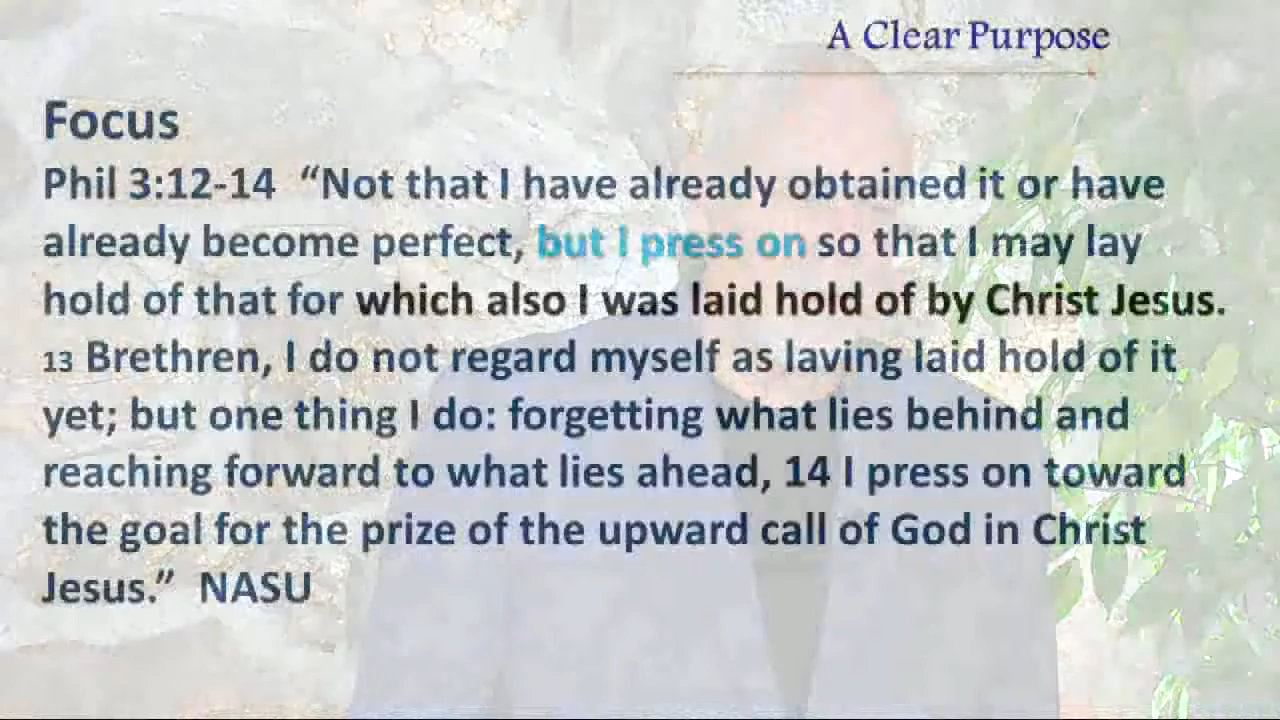 A Clear Purpose
Focus
Phil 3:12-14 “Not that I have already obtained it or have
already become perfect, but I press on so that I may lay
hold of that for which also I was laid hold of by Christ Jesus.
13 Brethren, I do not regard myself as laving laid hold of it
yet; but one thing I do: forgetting what lies behind and
reaching forward to what lies ahead, 14 I press on toward
the goal for the prize of the upward call of God in Christ
Jesus.” NASU